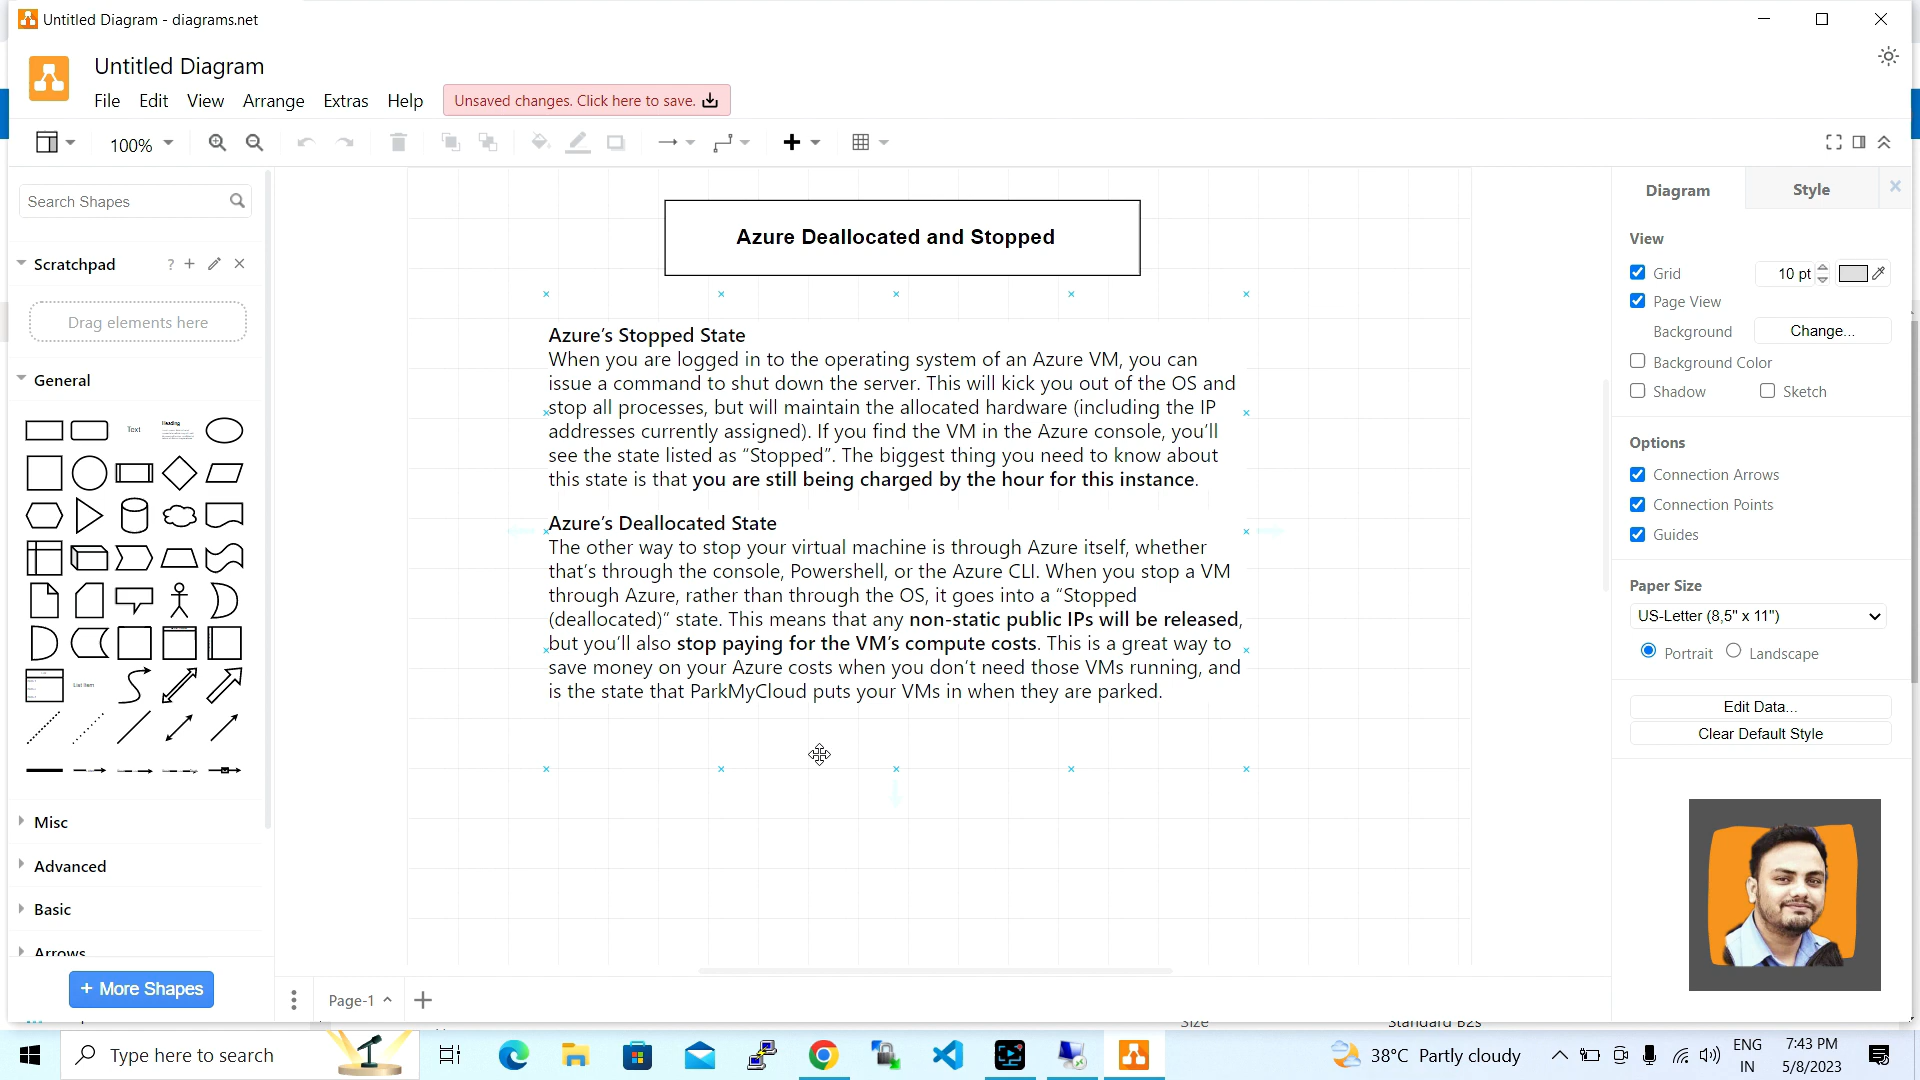 Untitled Diagram - diagrams.net
Untitled Diagram
File Edit View Arrange Extras Help
Unsaved changes. Click here to save.
100%
Search Shapes
Scratchpad
?
Drag elements here
General
Text
Heading
List Item
Misc
Advanced
Basic
Arrows
+ More Shapes
Azure Deallocated and Stopped
Azure’s Stopped State
When you are logged in to the operating system of an Azure VM, you can
issue a command to shut down the server. This will kick you out of the OS and
stop all processes, but will maintain the allocated hardware (including the IP
addresses currently assigned). If you find the VM in the Azure console, you’ll
see the state listed as “Stopped”. The biggest thing you need to know about
this state is that you are still being charged by the hour for this instance.
Azure’s Deallocated State
The other way to stop your virtual machine is through Azure itself, whether
that’s through the console, Powershell, or the Azure CLI. When you stop a VM
through Azure, rather than through the OS, it goes into a “Stopped
(deallocated)” state. This means that any non-static public IPs will be released,
but you’ll also stop paying for the VM’s compute costs. This is a great way to
save money on your Azure costs when you don’t need those VMs running, and
is the state that ParkMyCloud puts your VMs in when they are parked.
Page-1
Diagram
Style
View
Grid
10 pt
Page View
Background
Change...
Background Color
Shadow
Sketch
Options
Connection Arrows
Connection Points
Guides
Paper Size
US-Letter (8,5" x 11")
Portrait
Landscape
Edit Data...
Clear Default Style
Size
Standard B2s
Type here to search
38°C Partly cloudy
ENG
IN
7:43 PM
5/8/2023